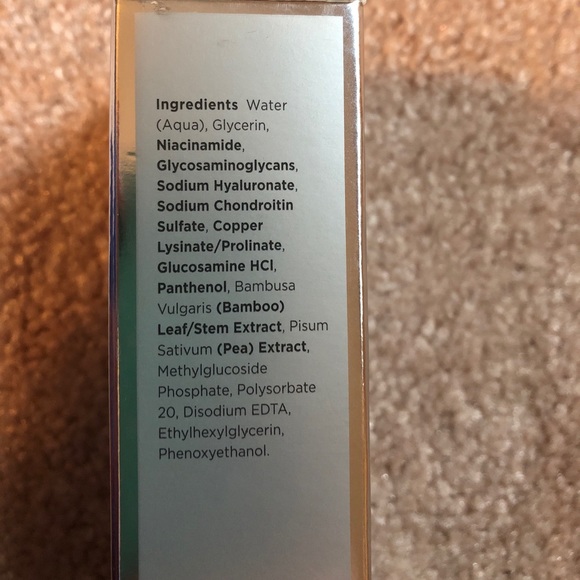 Ingredients Water
(Aqua), Glycerin,
Niacinamide,
Glycosaminoglycans,
Sodium Hyaluronate,
Sodium Chondroitin
Sulfate, Copper
Lysinate/Prolinate,
Glucosamine HCl,
Panthenol, Bambusa
Vulgaris (Bamboo)
Leaf/Stem Extract, Pisum
Sativum (Pea) Extract,
Methylglucoside
Phosphate, Polysorbate
20, Disodium EDTA,
Ethylhexylglycerin,
Phenoxyethanol.